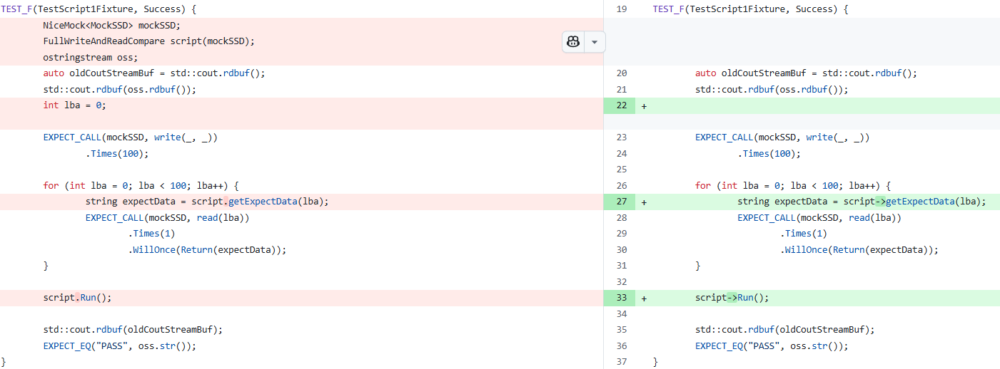 TEST_F(TestScript1Fixture, Success) {
NiceMock<MockSSD> mockSSD;
FullWriteAndReadCompare script(mockSSD);
ostringstream oss;
auto oldCoutStreamBuf = std::cout.rdbuf();
std::cout.rdbuf(oss.rdbuf());
int lba = 0;
EXPECT_CALL(mockSSD, write(_, _))
.Times(100);
for (int lba = 0; lba < 100; lba++) {
string expectData = script.getExpectData(lba);
EXPECT_CALL(mockSSD, read(lba))
.Times(1)
.WillOnce(Return(expectData));
}
script.Run();
std::cout.rdbuf(oldCoutStreamBuf);
EXPECT_EQ("PASS", oss.str());
}
19 TEST_F(TestScript1Fixture, Success) {
20 auto oldCoutStreamBuf = std::cout.rdbuf();
21 std::cout.rdbuf(oss.rdbuf());
22 +
23 EXPECT_CALL(mockSSD, write(_, _))
24 .Times(100);
25
26 for (int lba = 0; lba < 100; lba++) {
27 + string expectData = script->getExpectData(lba);
28 EXPECT_CALL(mockSSD, read(lba))
29 .Times(1)
30 .WillOnce(Return(expectData));
31 }
32
33 + script->Run();
34
35 std::cout.rdbuf(oldCoutStreamBuf);
36 EXPECT_EQ("PASS", oss.str());
37 }